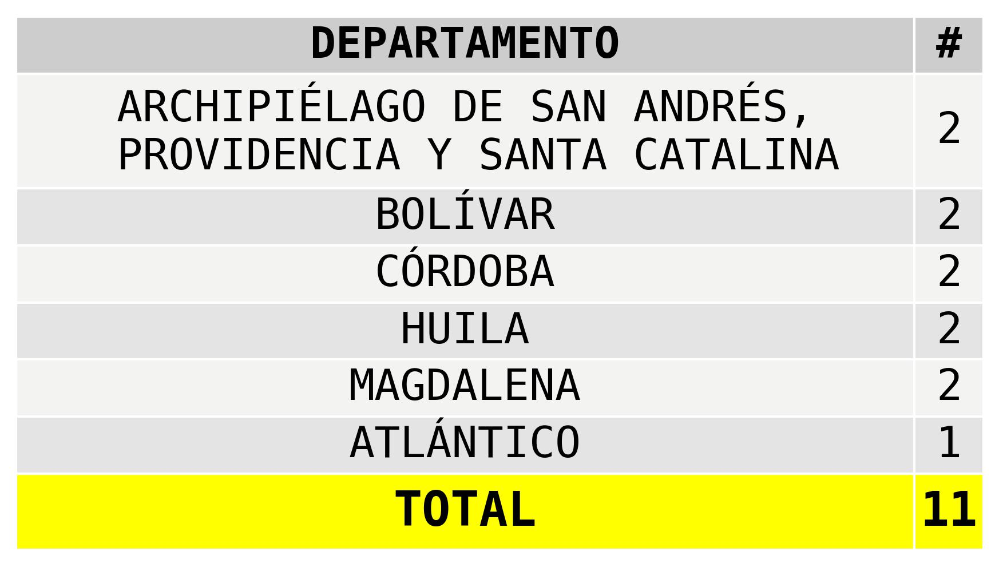 DEPARTAMENTO #
ARCHIPIÉLAGO DE SAN ANDRÉS,
PROVIDENCIA Y SANTA CATALINA 2
BOLÍVAR 2
CÓRDOBA 2
HUILA 2
MAGDALENA 2
ATLÁNTICO 1
TOTAL 11